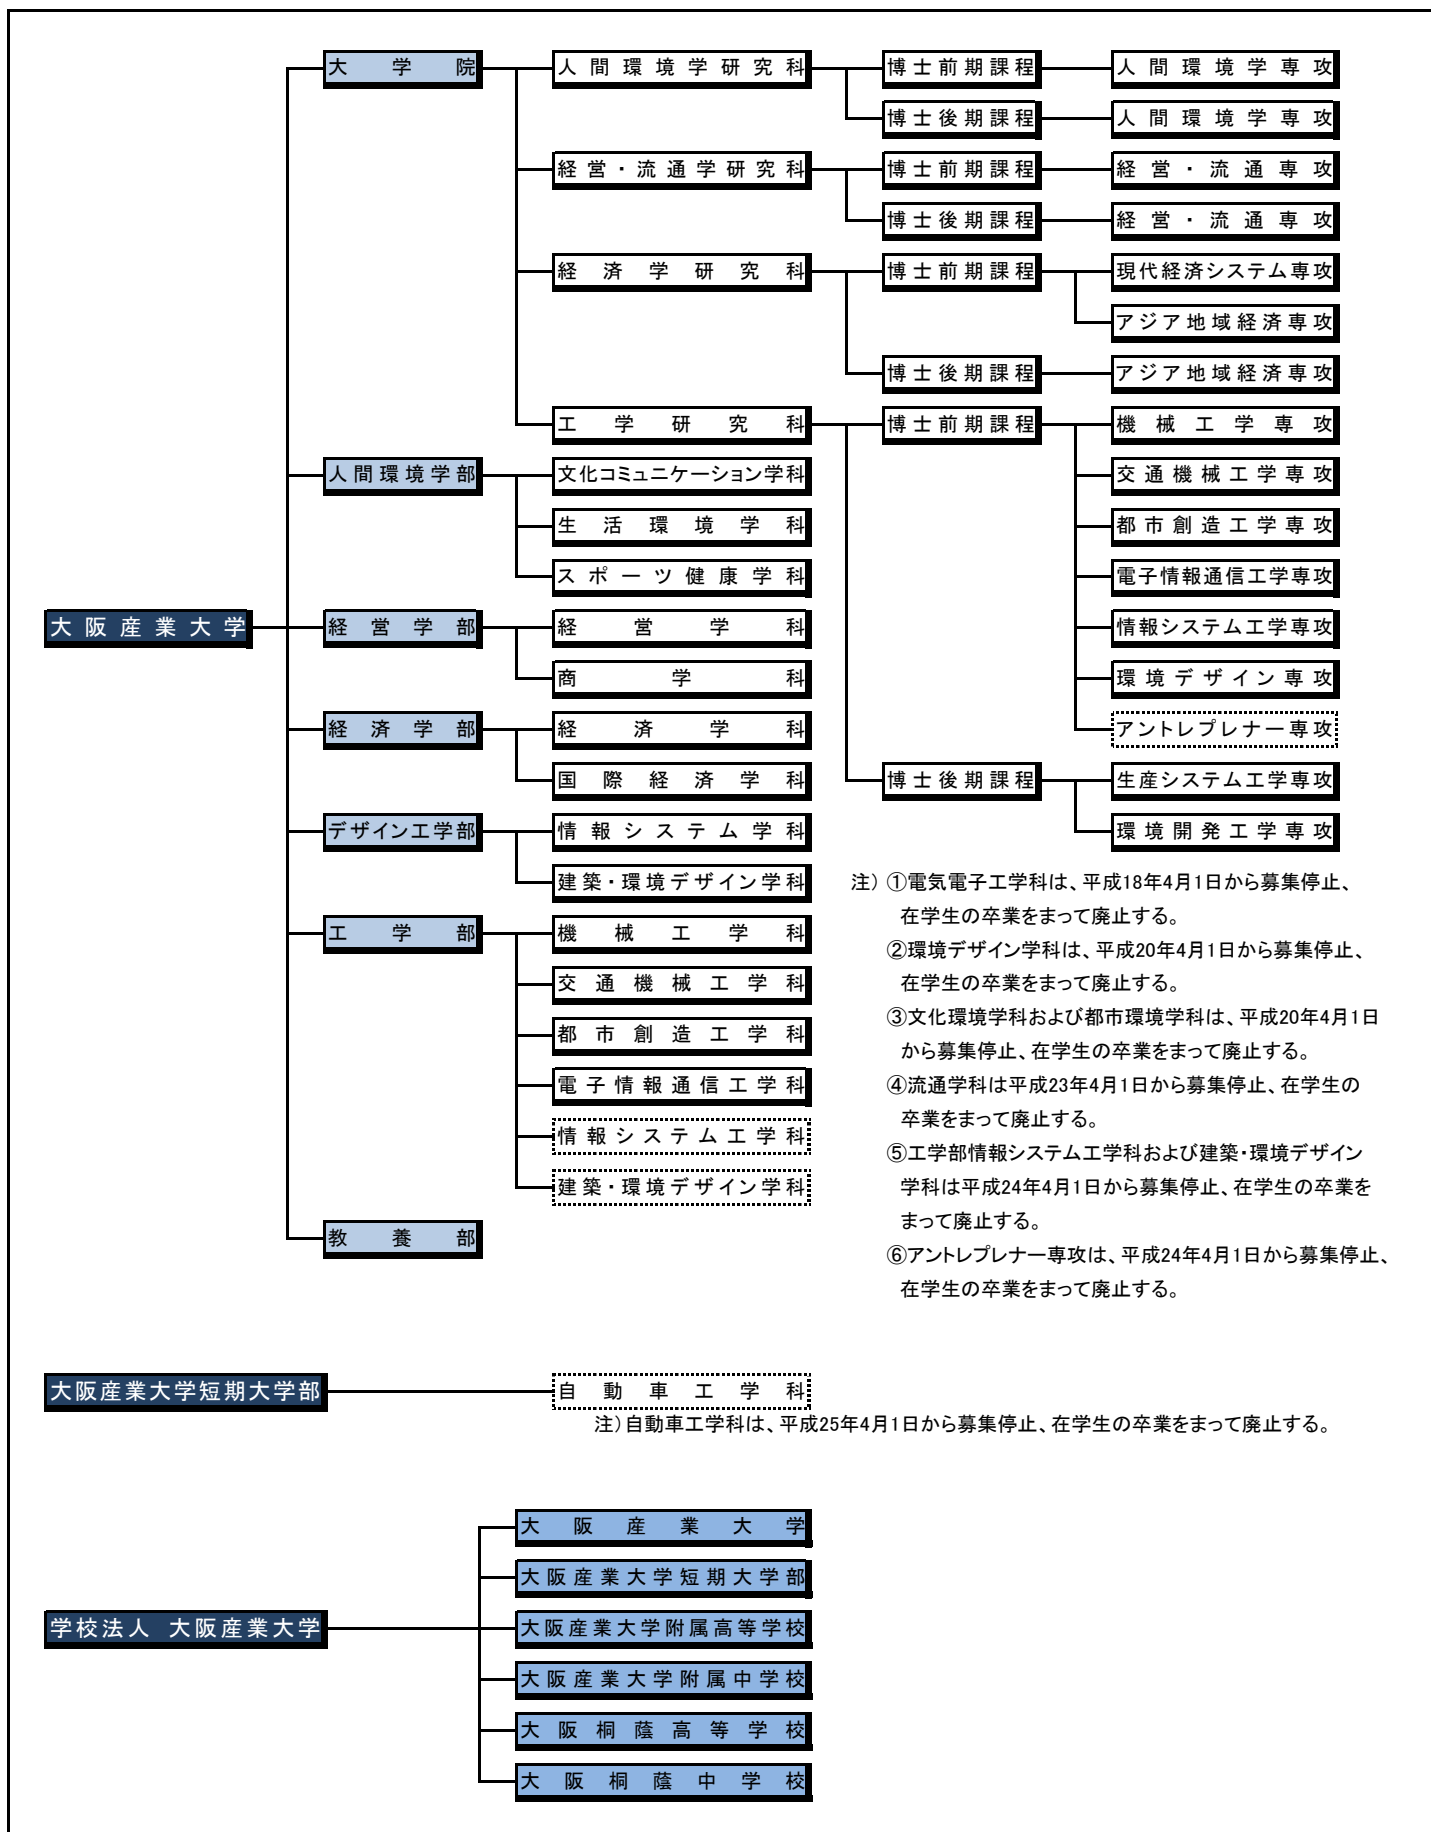 大学院 人間環境学研究科 博士前期課程 人間環境学専攻
博士後期課程 人間環境学専攻
経営・流通学研究科 博士前期課程 経営・流通専攻
博士後期課程 経営・流通専攻
経済学研究科 博士前期課程 現代経済システム専攻
アジア地域経済専攻
博士後期課程 アジア地域経済専攻
工学研究科 博士前期課程 機械工学専攻
人間環境学部 文化コミュニケーション学科 交通機械工学専攻
生活環境学科 都市創造工学専攻
スポーツ健康学科 電子情報通信工学専攻
大阪産業大学 経営学部 経営学科 情報システム工学専攻
商学科 環境デザイン専攻
経済学部 経済学科 アントレプレナー専攻
国際経済学科 博士後期課程 生産システム工学専攻
デザイン工学部 情報システム学科 環境開発工学専攻
建築・環境デザイン学科
工学部 機械工学科
交通機械工学科
都市創造工学科
電子情報通信工学科
情報システム工学科
建築・環境デザイン学科
教養部
注）①電気電子工学科は、平成18年4月1日から募集停止、
在学生の卒業をまって廃止する。
②環境デザイン学科は、平成20年4月1日から募集停止、
在学生の卒業をまって廃止する。
③文化環境学科および都市環境学科は、平成20年4月1日
から募集停止、在学生の卒業をまって廃止する。
④流通学科は平成23年4月1日から募集停止、在学生の
卒業をまって廃止する。
⑤工学部情報システム工学科および建築・環境デザイン
学科は平成24年4月1日から募集停止、在学生の卒業を
まって廃止する。
⑥アントレプレナー専攻は、平成24年4月1日から募集停止、
在学生の卒業をまって廃止する。
大阪産業大学短期大学部 自動車工学科
注）自動車工学科は、平成25年4月1日から募集停止、在学生の卒業をまって廃止する。
大阪産業大学
大阪産業大学短期大学部
学校法人 大阪産業大学 大阪産業大学附属高等学校
大阪産業大学附属中学校
大阪桐蔭高等学校
大阪桐蔭中学校